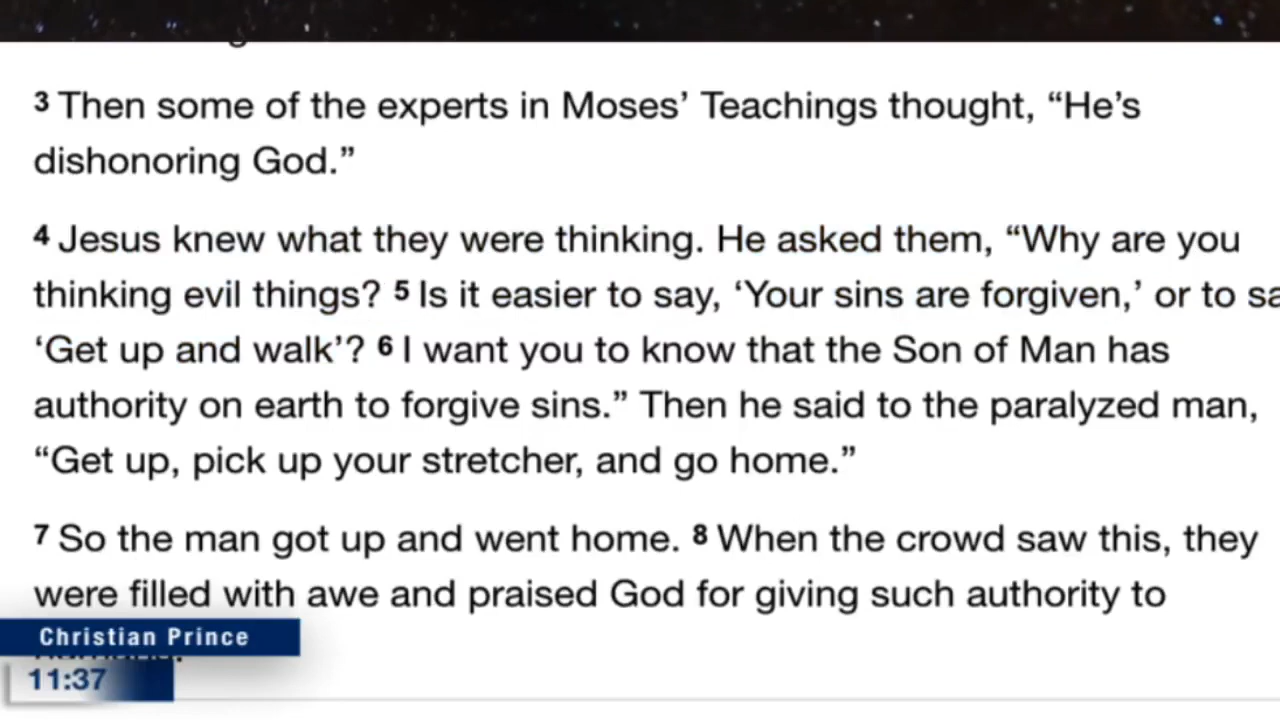 3 Then some of the experts in Moses’ Teachings thought, “He’s
dishonoring God.”
4 Jesus knew what they were thinking. He asked them, “Why are you
thinking evil things? 5 Is it easier to say, ‘Your sins are forgiven,’ or to
‘Get up and walk’? 6 I want you to know that the Son of Man has
authority on earth to forgive sins.” Then he said to the paralyzed man,
“Get up, pick up your stretcher, and go home.”
7 So the man got up and went home. 8 When the crowd saw this, they
were filled with awe and praised God for giving such authority to
Christian Prince
11:37